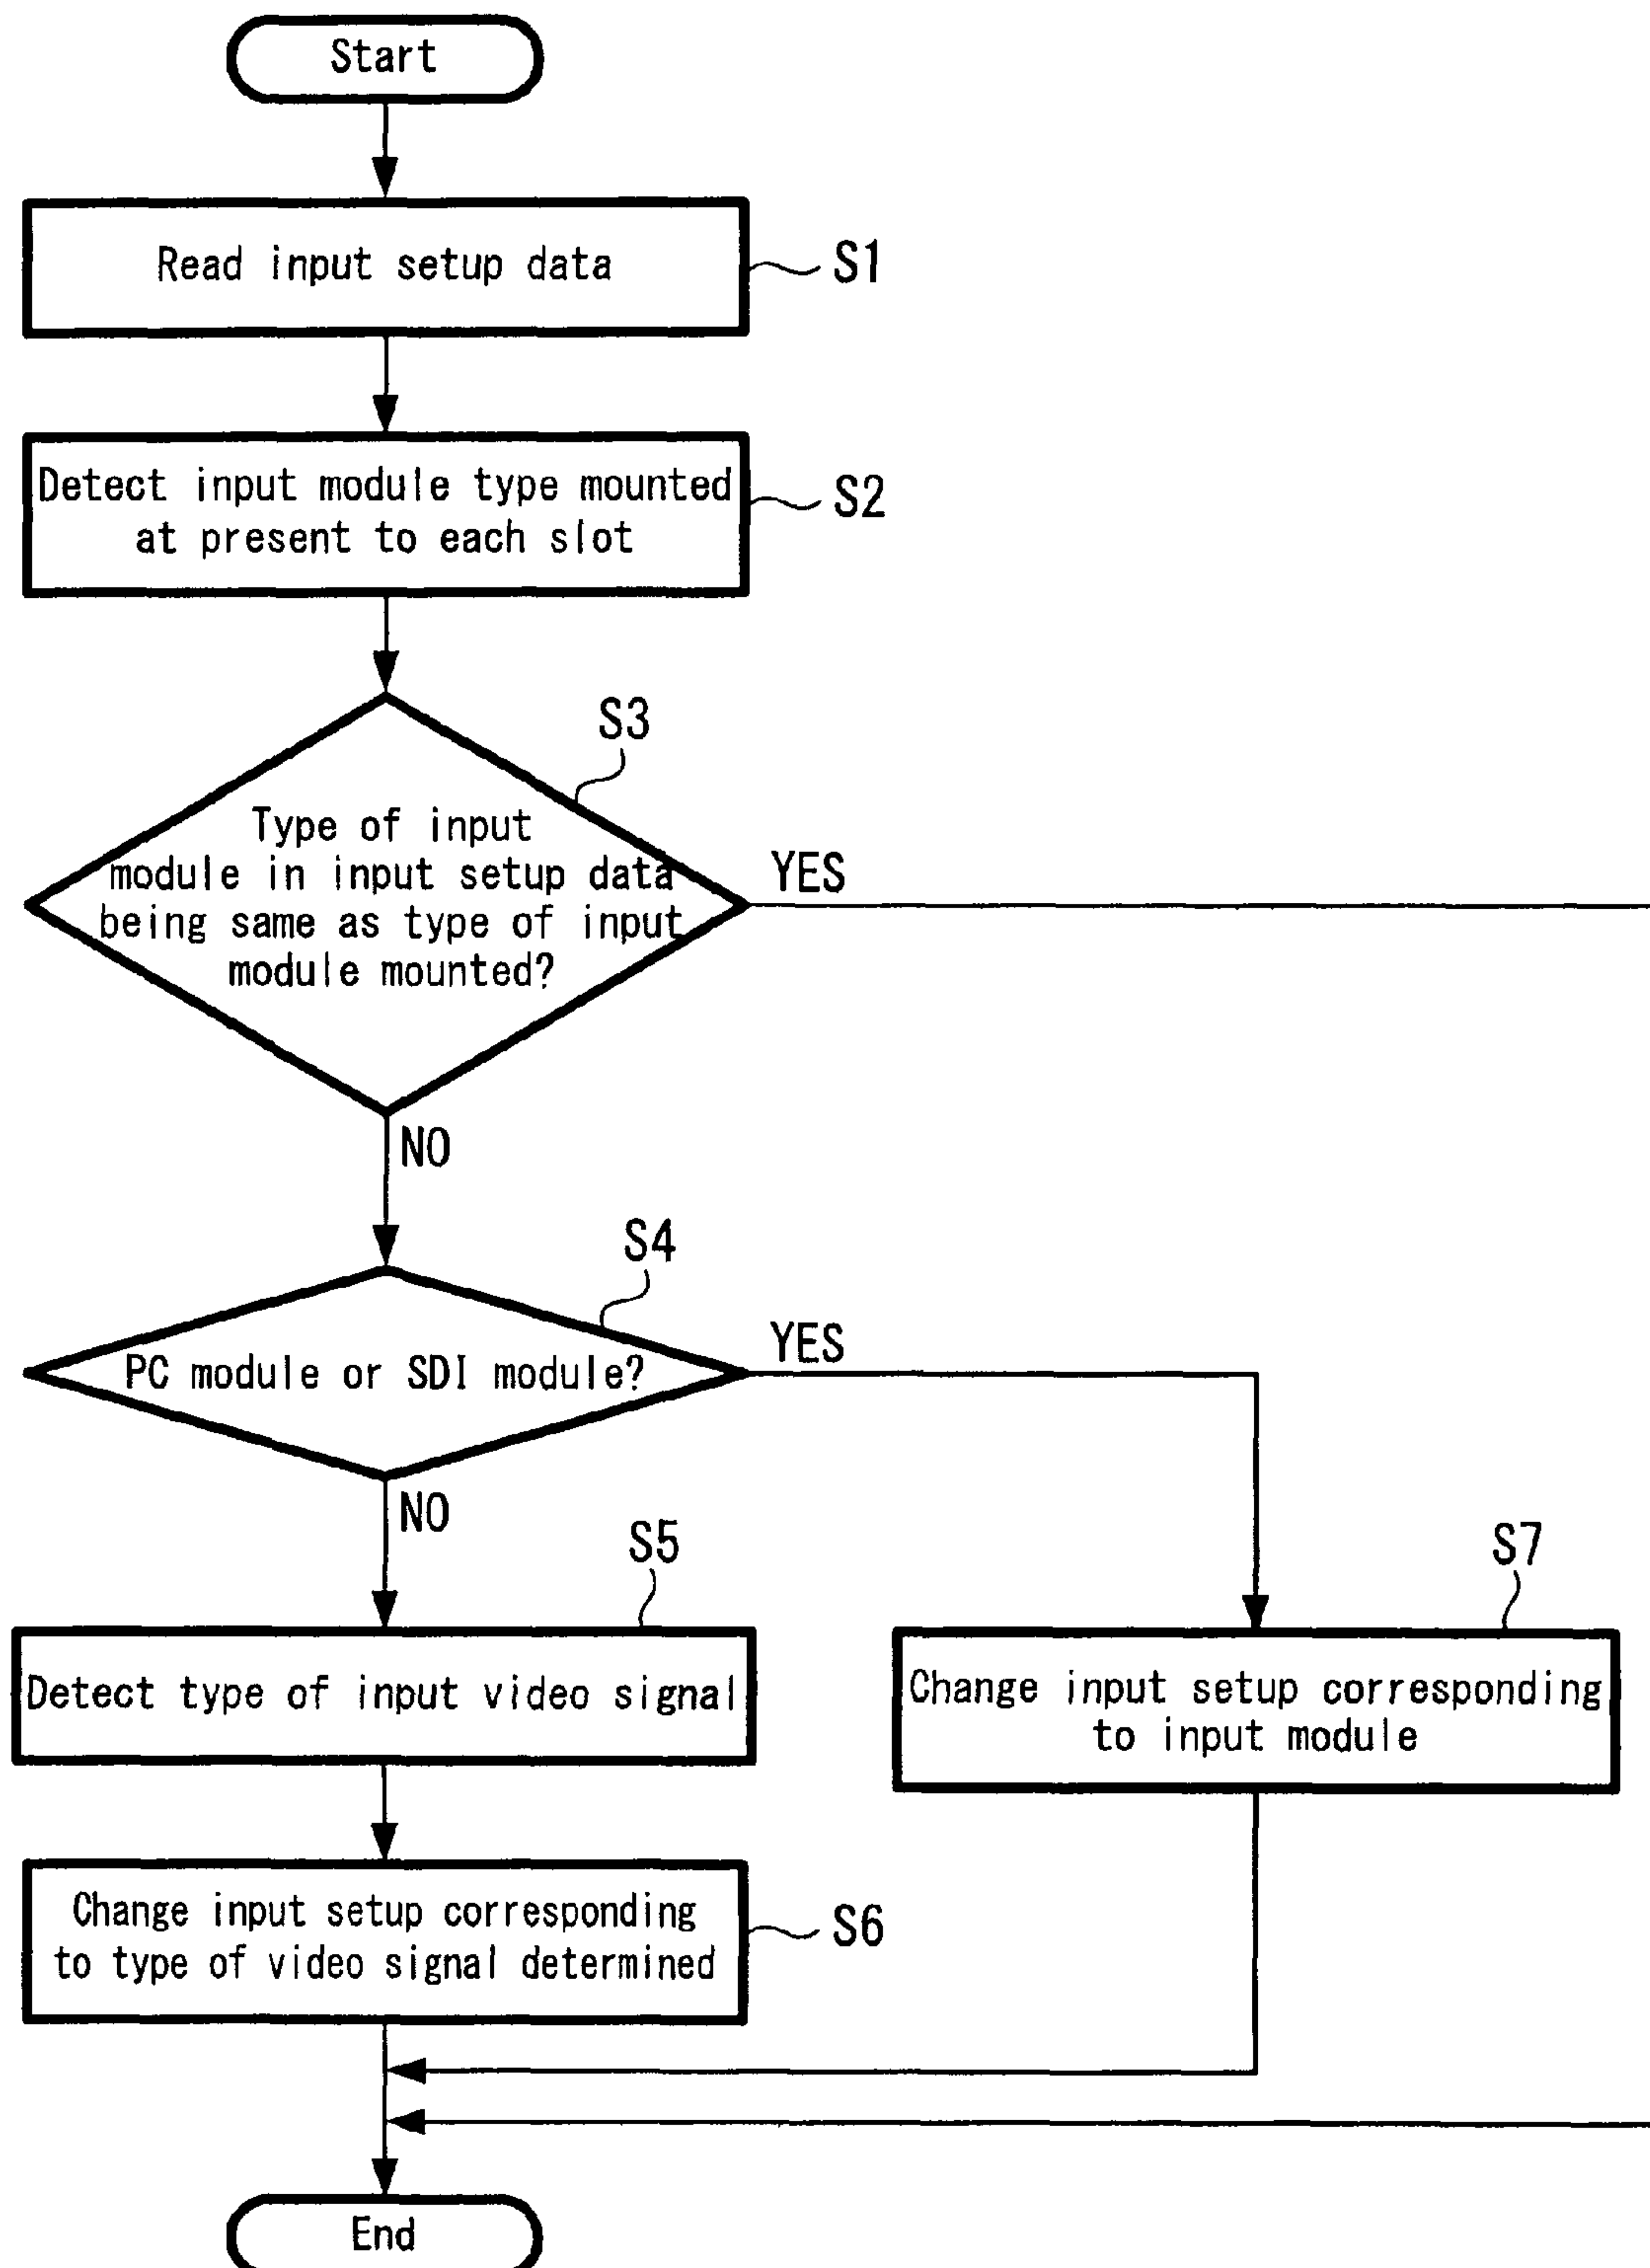 Start
Read input setup data
S1
Detect input module type mounted
at present to each slot
S2
S3
Type of input
module in input setup data
being same as type of input
module mounted?
YES
NO
S4
PC module or SDI module?
YES
NO
S5
Detect type of input video signal
S7
Change input setup corresponding
to input module
Change input setup corresponding
to type of video signal determined
S6
End